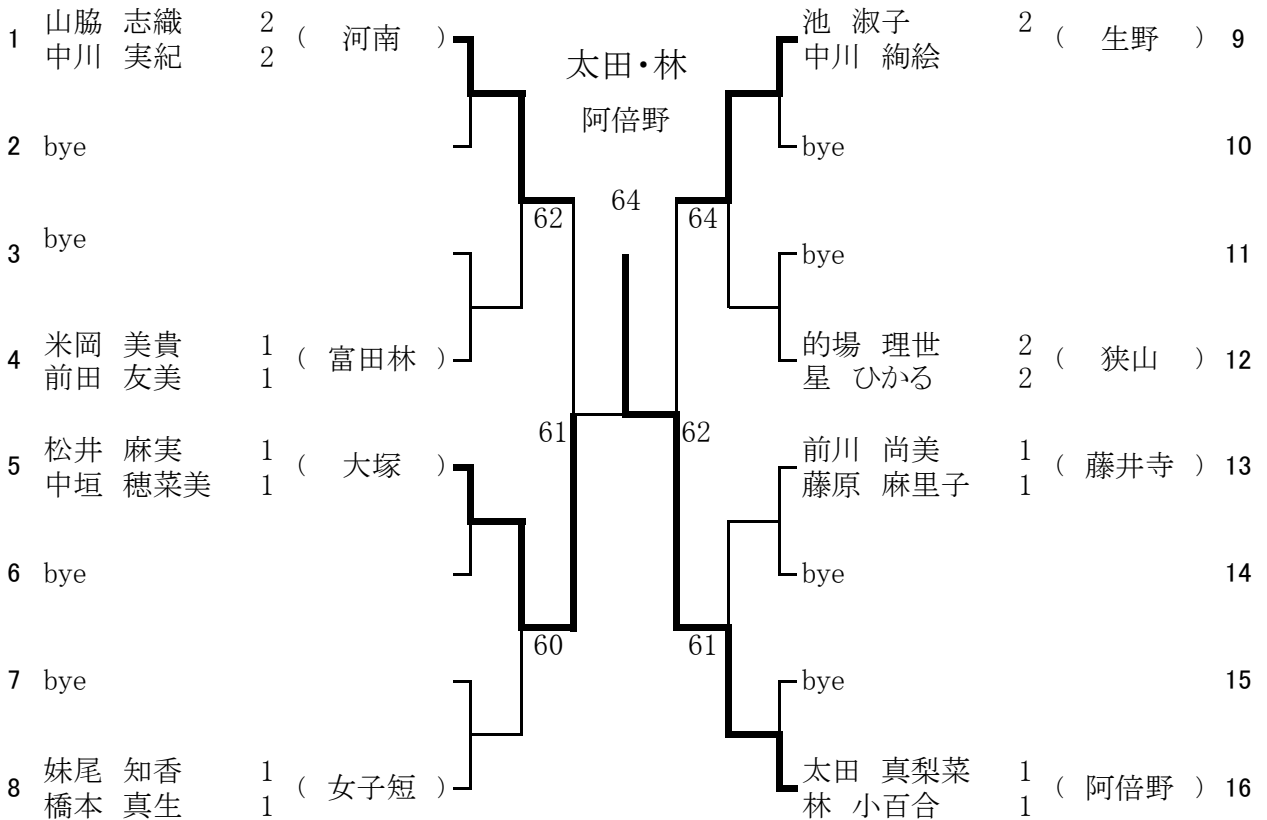 太田・林
阿倍野
64
1 山脇 志織 2 ( 河南 )
中川 実紀 2
2 bye
3 bye
4 米岡 美貴 1 ( 富田林 )
前田 友美 1
5 松井 麻実 1 ( 大塚 )
中垣 穂菜美 1
6 bye
7 bye
8 妹尾 知香 1 ( 女子短 )
橋本 真生 1
62
61
60
池 淑子 2 ( 生野 ) 9
中川 絢絵
bye 10
bye 11
的場 理世 2 ( 狭山 ) 12
星 ひかる 2
前川 尚美 1 ( 藤井寺 ) 13
藤原 麻里子 1
bye 14
bye 15
太田 真梨菜 1 ( 阿倍野 ) 16
林 小百合 1
64
62
61